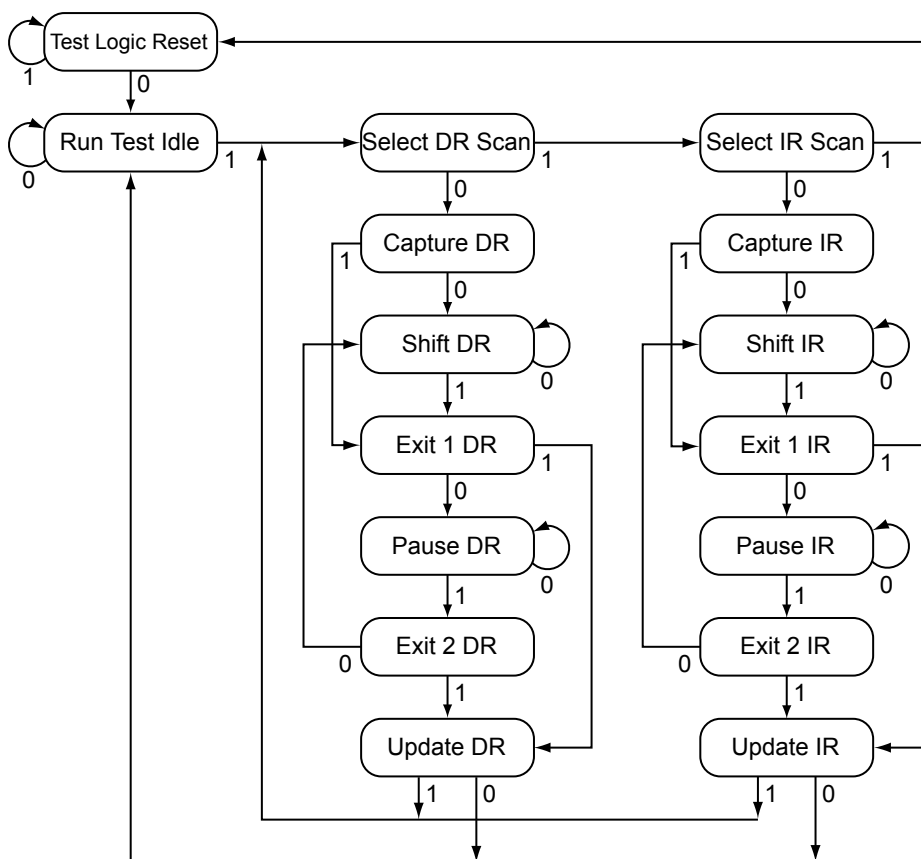 Test Logic Reset
1
0
Run Test Idle
0
1
Select DR Scan
1
Select IR Scan
1
0
0
Capture DR
1
Capture IR
1
0
0
Shift DR
0
Shift IR
0
1
1
Exit 1 DR
1
Exit 1 IR
1
0
0
Pause DR
0
Pause IR
0
1
1
Exit 2 DR
0
Exit 2 IR
0
1
1
Update DR
Update IR
1
0
1
0